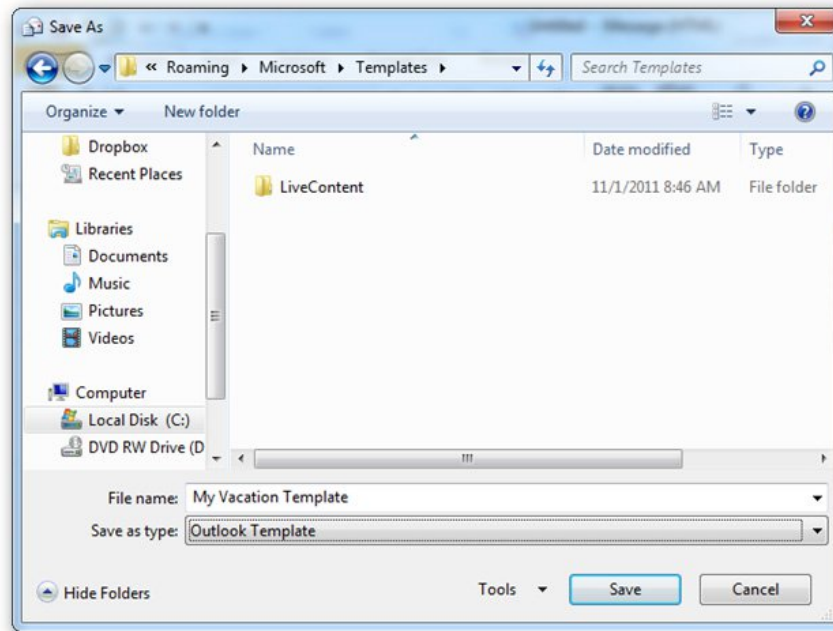 Save As
« Roaming ▸ Microsoft ▸ Templates ▸ Search Templates
Organize New folder
Dropbox Name Date modified Type
Recent Places
LiveContent 11/1/2011 8:46 AM File folder
Libraries
Documents
Music
Pictures
Videos
Computer
Local Disk (C:)
DVD RW Drive (D
File name: My Vacation Template
Save as type: Outlook Template
Hide Folders Tools Save Cancel